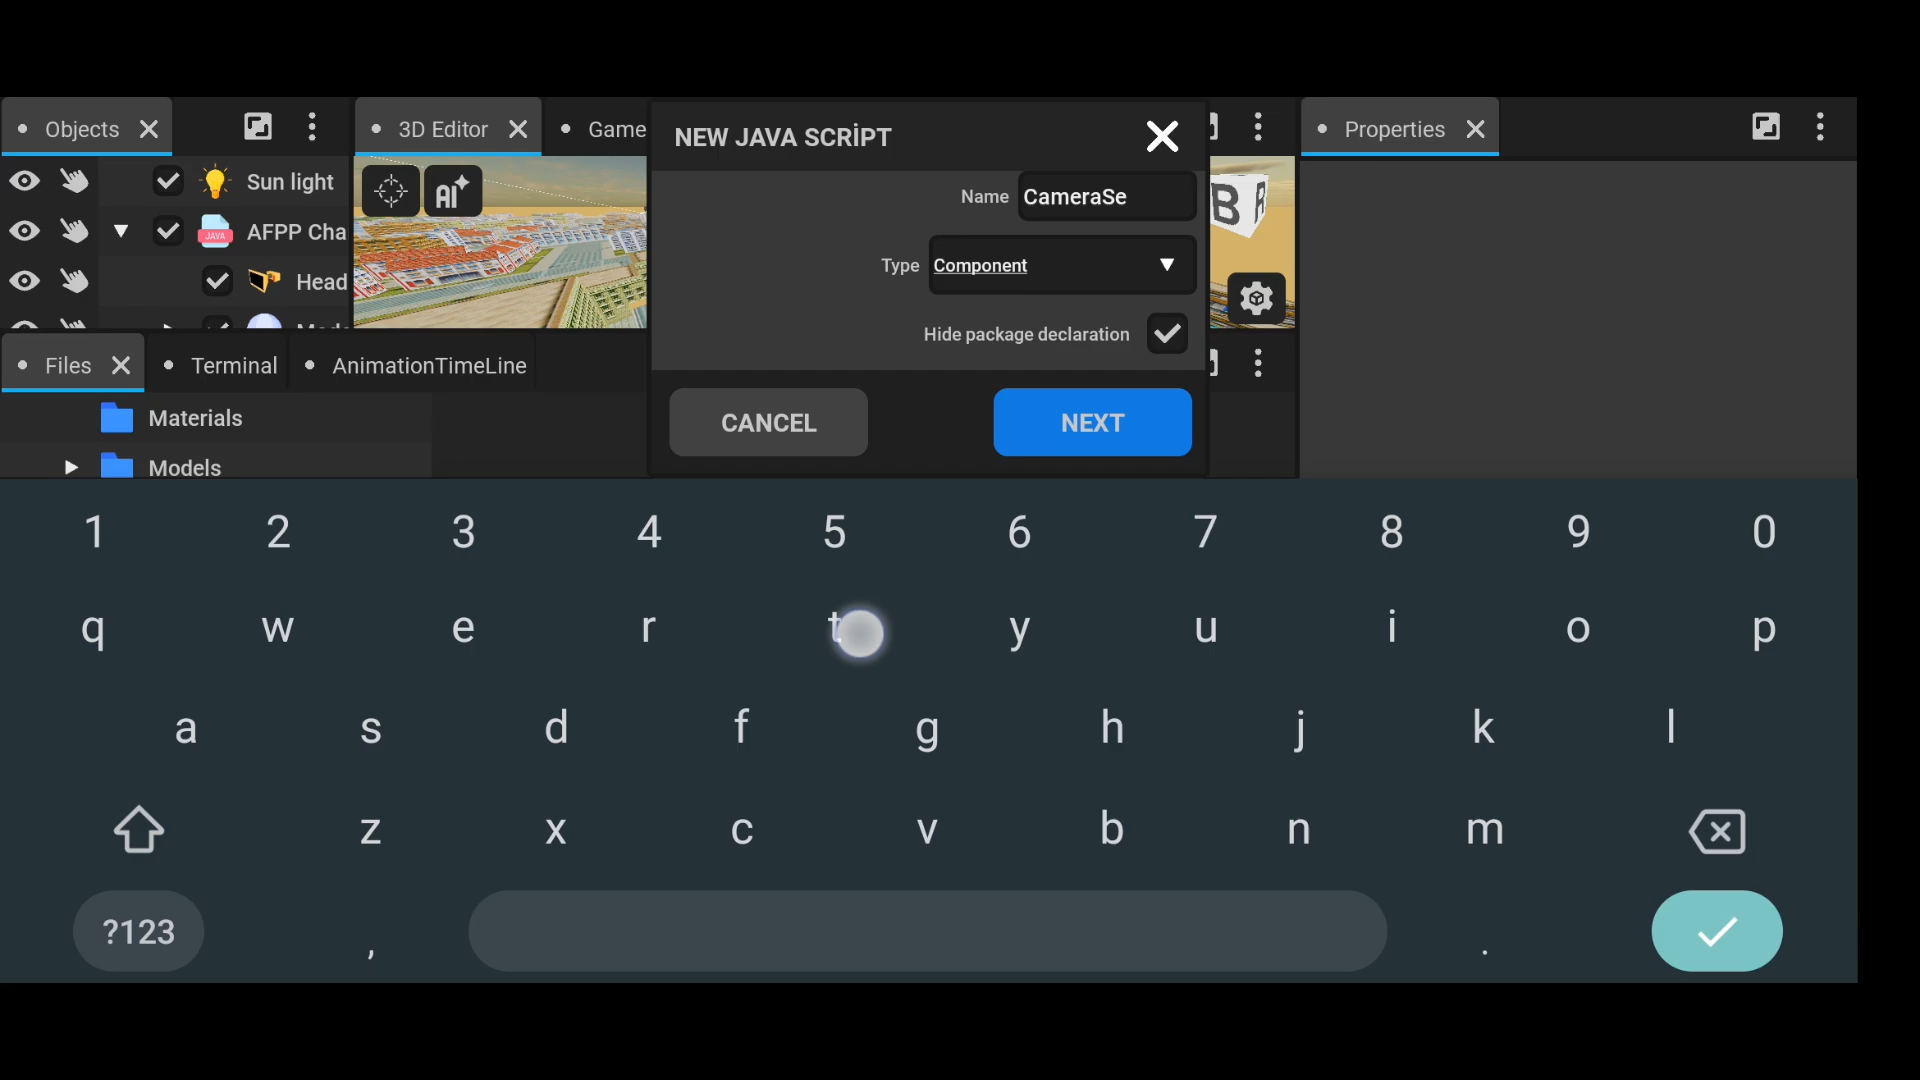 Objects
3D Editor
Game
NEW JAVA SCRİPT
Properties
Sun light
AI
Name
CameraSe
B
JAVA
AFPP Cha
Type
Component
Head
Hide package declaration
Files
Terminal
AnimationTimeLine
Materials
CANCEL
NEXT
Models
1 2 3 4 5 6 7 8 9 0
q w e r t y u i o p
a s d f g h j k l
z x c v b n m
?123 , .